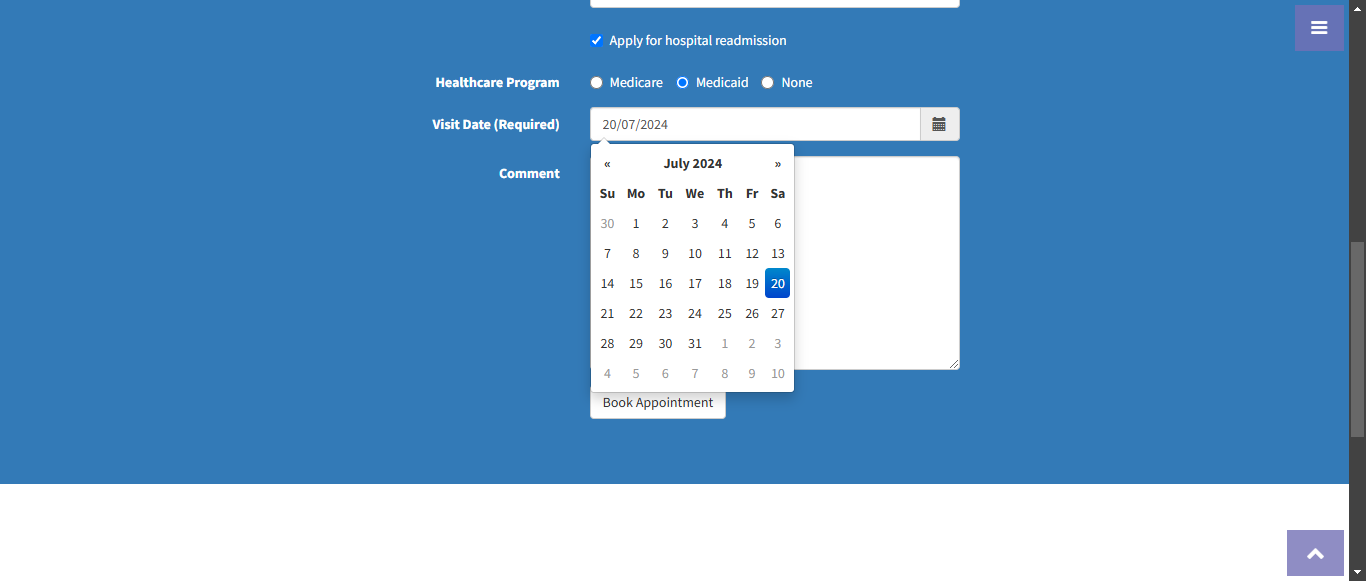 Apply for hospital readmission
Healthcare Program Medicare Medicaid None
Visit Date (Required) 20/07/2024
Comment
« July 2024 »
Su Mo Tu We Th Fr Sa
30 1 2 3 4 5 6
7 8 9 10 11 12 13
14 15 16 17 18 19 20
21 22 23 24 25 26 27
28 29 30 31 1 2 3
4 5 6 7 8 9 10
Book Appointment